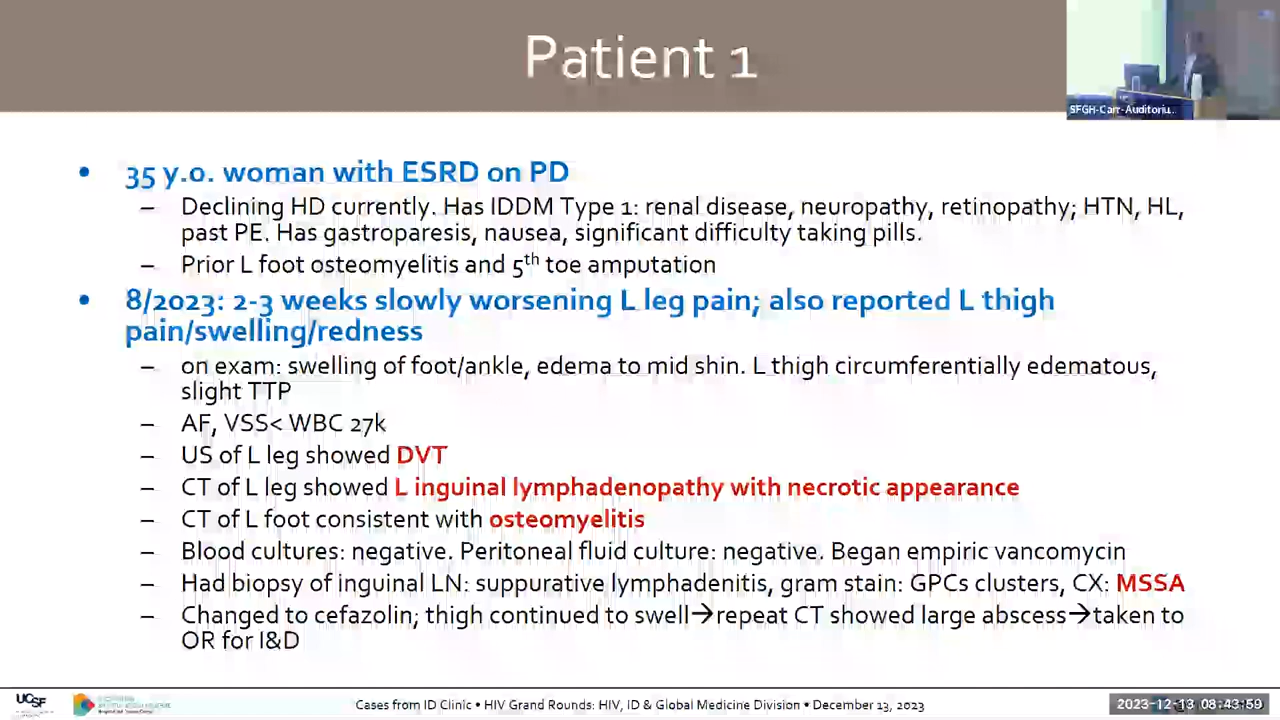 Patient 1
SFGH-Carr-Auditoriu...
• 35 y.o. woman with ESRD on PD
– Declining HD currently. Has IDDM Type 1: renal disease, neuropathy, retinopathy; HTN, HL,
past PE. Has gastroparesis, nausea, significant difficulty taking pills.
– Prior L foot osteomyelitis and 5th toe amputation
• 8/2023: 2-3 weeks slowly worsening L leg pain; also reported L thigh
pain/swelling/redness
– on exam: swelling of foot/ankle, edema to mid shin. L thigh circumferentially edematous,
slight TTP
– AF, VSS< WBC 27k
– US of L leg showed DVT
– CT of L leg showed L inguinal lymphadenopathy with necrotic appearance
– CT of L foot consistent with osteomyelitis
– Blood cultures: negative. Peritoneal fluid culture: negative. Began empiric vancomycin
– Had biopsy of inguinal LN: suppurative lymphadenitis, gram stain: GPCs clusters, CX: MSSA
– Changed to cefazolin; thigh continued to swell→repeat CT showed large abscess→taken to
OR for I&D
UCSF
Cases from ID Clinic • HIV Grand Rounds: HIV, ID & Global Medicine Division • December 13, 2023
2023-12-13 08:43:59